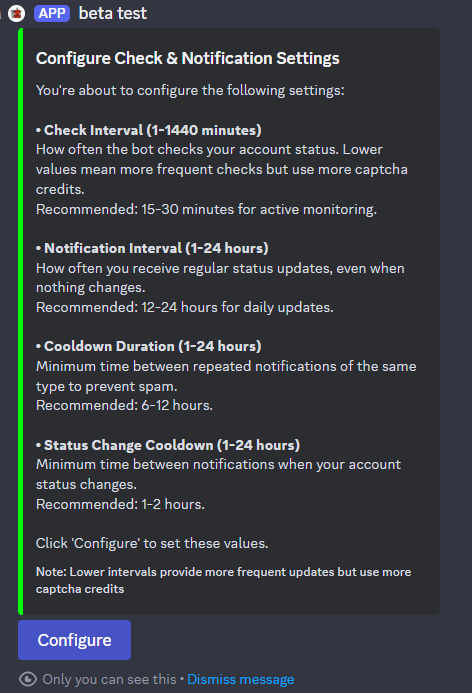 APP beta test
Configure Check & Notification Settings
You're about to configure the following settings:
• Check Interval (1-1440 minutes)
How often the bot checks your account status. Lower
values mean more frequent checks but use more captcha
credits.
Recommended: 15-30 minutes for active monitoring.
• Notification Interval (1-24 hours)
How often you receive regular status updates, even when
nothing changes.
Recommended: 12-24 hours for daily updates.
• Cooldown Duration (1-24 hours)
Minimum time between repeated notifications of the same
type to prevent spam.
Recommended: 6-12 hours.
• Status Change Cooldown (1-24 hours)
Minimum time between notifications when your account
status changes.
Recommended: 1-2 hours.
Click 'Configure' to set these values.
Note: Lower intervals provide more frequent updates but use more
captcha credits
Configure
Only you can see this • Dismiss message